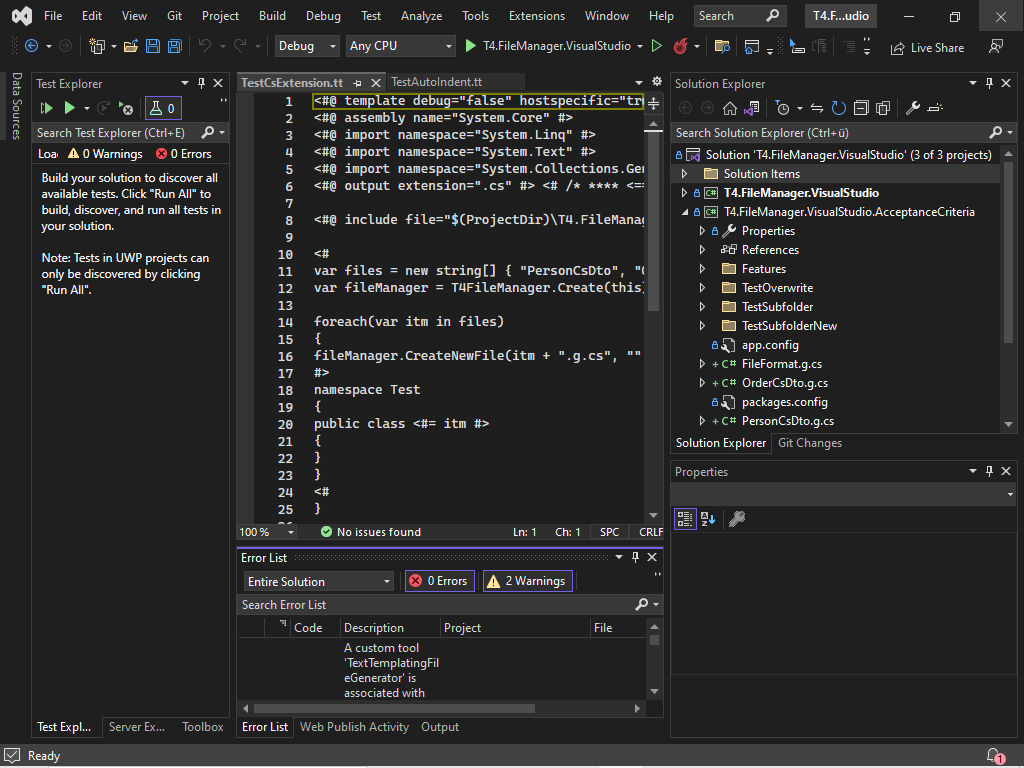 File Edit View Git Project Build Debug Test Analyze Tools Extensions Window Help Search T4.F...udio
Debug Any CPU T4.FileManager.VisualStudio Live Share
Data Sources
Test Explorer
0
Search Test Explorer (Ctrl+E)
Loa 0 Warnings 0 Errors
Build your solution to discover all
available tests. Click "Run All" to
build, discover, and run all tests in
your solution.
Note: Tests in UWP projects can
only be discovered by clicking
"Run All".
Test Expl... Server Ex... Toolbox
TestCsExtension.tt TestAutoIndent.tt
1 <#@ template debug="false" hostspecific="tr
2 <#@ assembly name="System.Core" #>
3 <#@ import namespace="System.Linq" #>
4 <#@ import namespace="System.Text" #>
5 <#@ import namespace="System.Collections.Ge
6 <#@ output extension=".cs" #> <# /* **** <=
7
8 <#@ include file="$(ProjectDir)\T4.FileMana
9
10 <#
11 var files = new string[] { "PersonCsDto", "
12 var fileManager = T4FileManager.Create(this
13
14 foreach(var itm in files)
15 {
16 fileManager.CreateNewFile(itm + ".g.cs", ""
17 #>
18 namespace Test
19 {
20 public class <#= itm #>
21 {
22 }
23 }
24 <#
25 }
100 % No issues found Ln: 1 Ch: 1 SPC CRLF
Error List
Entire Solution 0 Errors 2 Warnings
Search Error List
Code Description Project File
A custom tool
'TextTemplatingFil
eGenerator' is
associated with
Error List Web Publish Activity Output
Solution Explorer
Search Solution Explorer (Ctrl+ü)
Solution 'T4.FileManager.VisualStudio' (3 of 3 projects)
Solution Items
T4.FileManager.VisualStudio
T4.FileManager.VisualStudio.AcceptanceCriteria
Properties
References
Features
TestOverwrite
TestSubfolder
TestSubfolderNew
app.config
FileFormat.g.cs
OrderCsDto.g.cs
packages.config
PersonCsDto.g.cs
Solution Explorer Git Changes
Properties
Ready 1